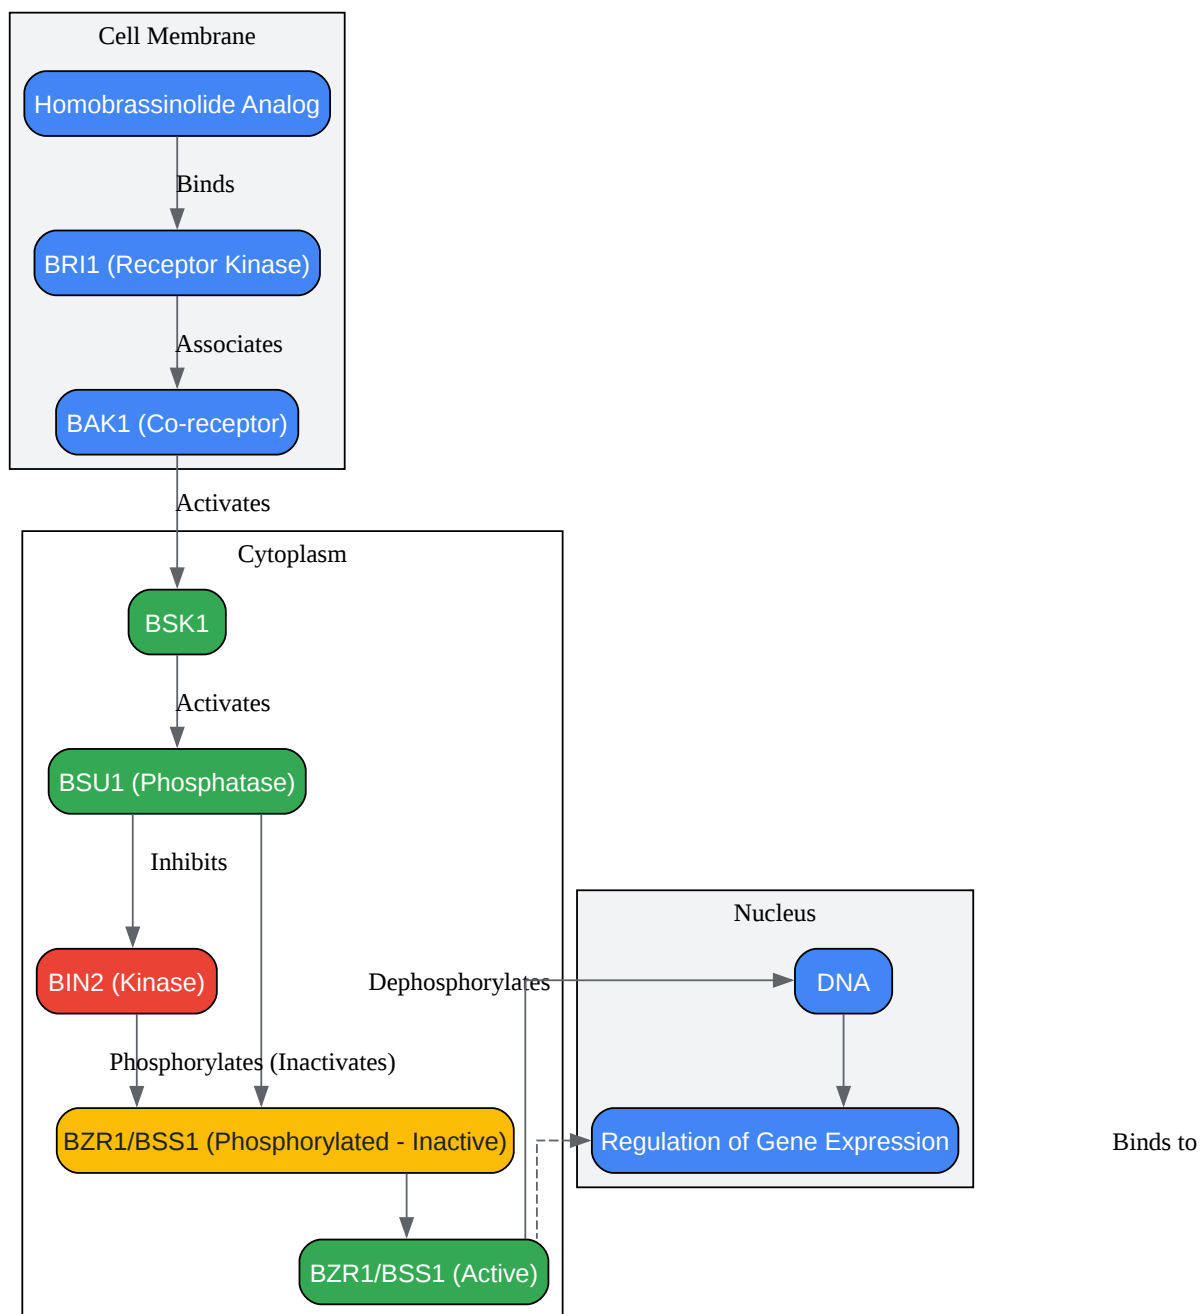 Cell Membrane
Homobrassinolide Analog
Binds
BRI1 (Receptor Kinase)
Associates
BAK1 (Co-receptor)
Activates
Cytoplasm
BSK1
Activates
BSU1 (Phosphatase)
Inhibits
Nucleus
BIN2 (Kinase)
Dephosphorylates
DNA
Phosphorylates (Inactivates)
BZR1/BSS1 (Phosphorylated - Inactive)
Regulation of Gene Expression
Binds to
BZR1/BSS1 (Active)